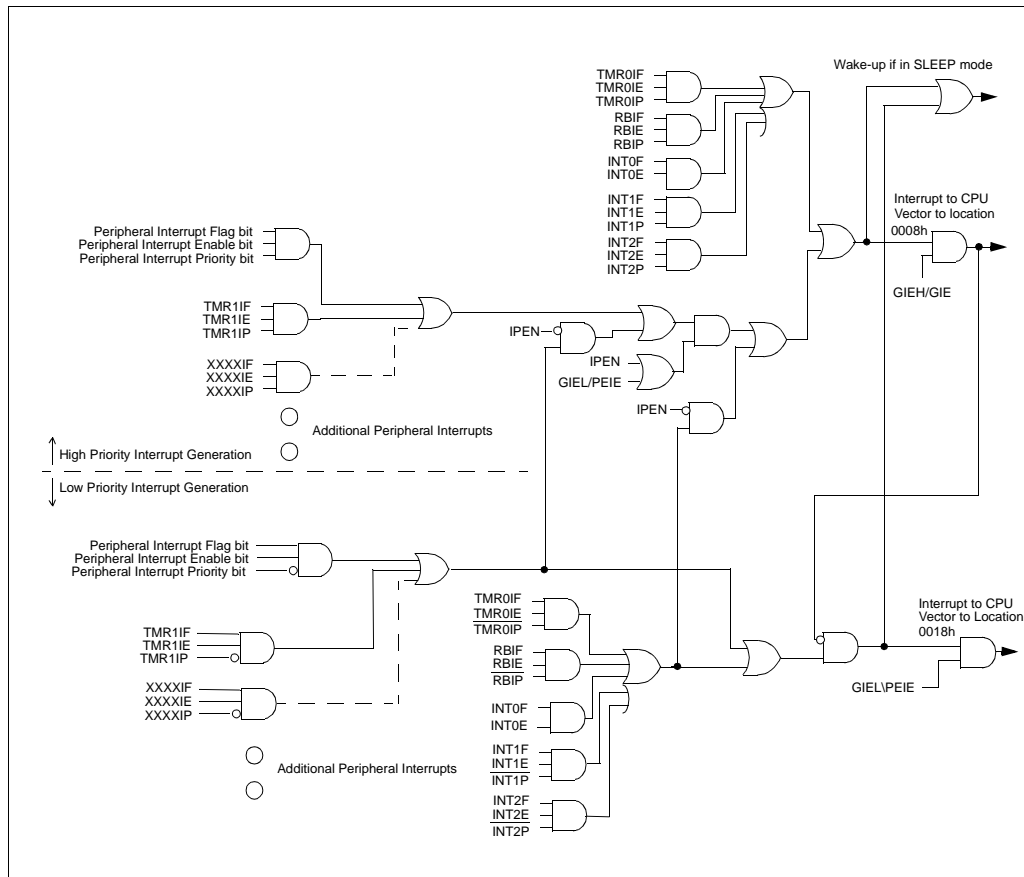 Wake-up if in SLEEP mode
TMR0IF
TMR0IE
TMR0IP
RBIF
RBIE
RBIP
INT0F
INT0E
INT1F
INT1E
INT1P
INT2F
INT2E
INT2P
Interrupt to CPU
Vector to location
0008h
GIEH/GIE
Peripheral Interrupt Flag bit
Peripheral Interrupt Enable bit
Peripheral Interrupt Priority bit
TMR1IF
TMR1IE
TMR1IP
XXXXIF
XXXXIE
XXXXIP
IPEN
IPEN
GIEL/PEIE
IPEN
Additional Peripheral Interrupts
High Priority Interrupt Generation
Low Priority Interrupt Generation
Peripheral Interrupt Flag bit
Peripheral Interrupt Enable bit
Peripheral Interrupt Priority bit
TMR1IF
TMR1IE
TMR1IP
XXXXIF
XXXXIE
XXXXIP
Additional Peripheral Interrupts
TMR0IF
TMR0IE
TMR0IP
RBIF
RBIE
RBIP
INT0F
INT0E
INT1F
INT1E
INT1P
INT2F
INT2E
INT2P
Interrupt to CPU
Vector to Location
0018h
GIEL\PEIE